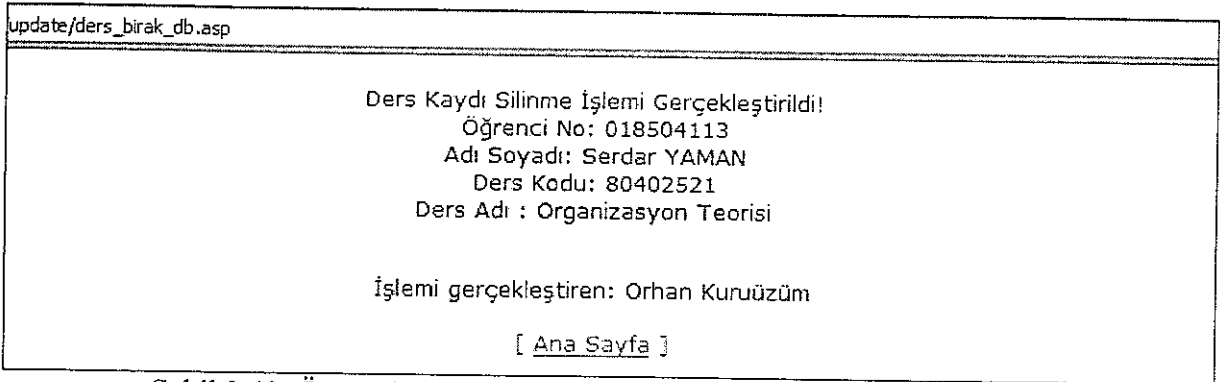 update/ders_birak_db.asp
Ders Kaydı Silinme İşlemi Gerçekleştirildi!
Öğrenci No: 018504113
Adı Soyadı: Serdar YAMAN
Ders Kodu: 80402521
Ders Adı : Organizasyon Teorisi
İşlemi gerçekleştiren: Orhan Kuruüzüm
[ Ana Sayfa ]